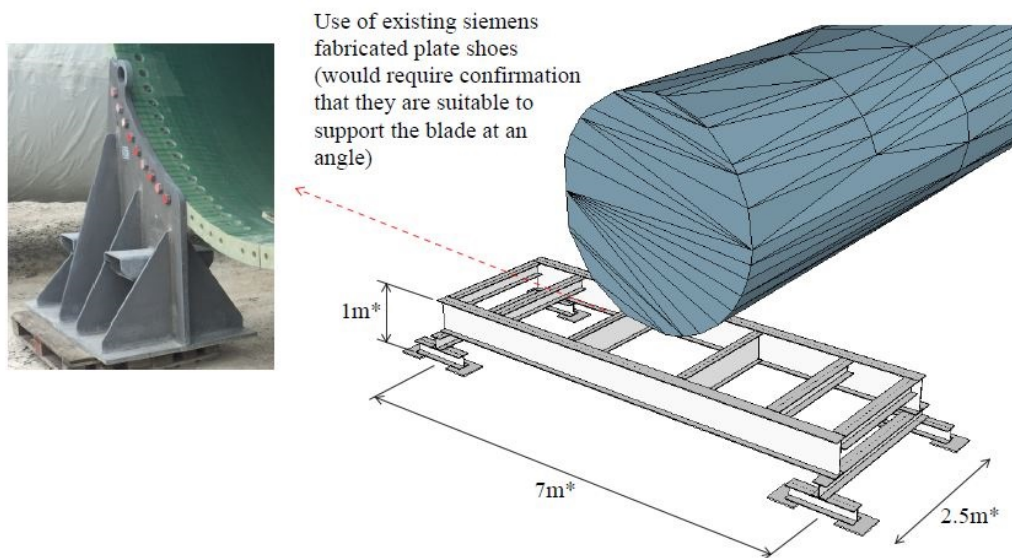 Use of existing siemens
fabricated plate shoes
(would require confirmation
that they are suitable to
support the blade at an
angle)
1m*
7m*
2.5m*